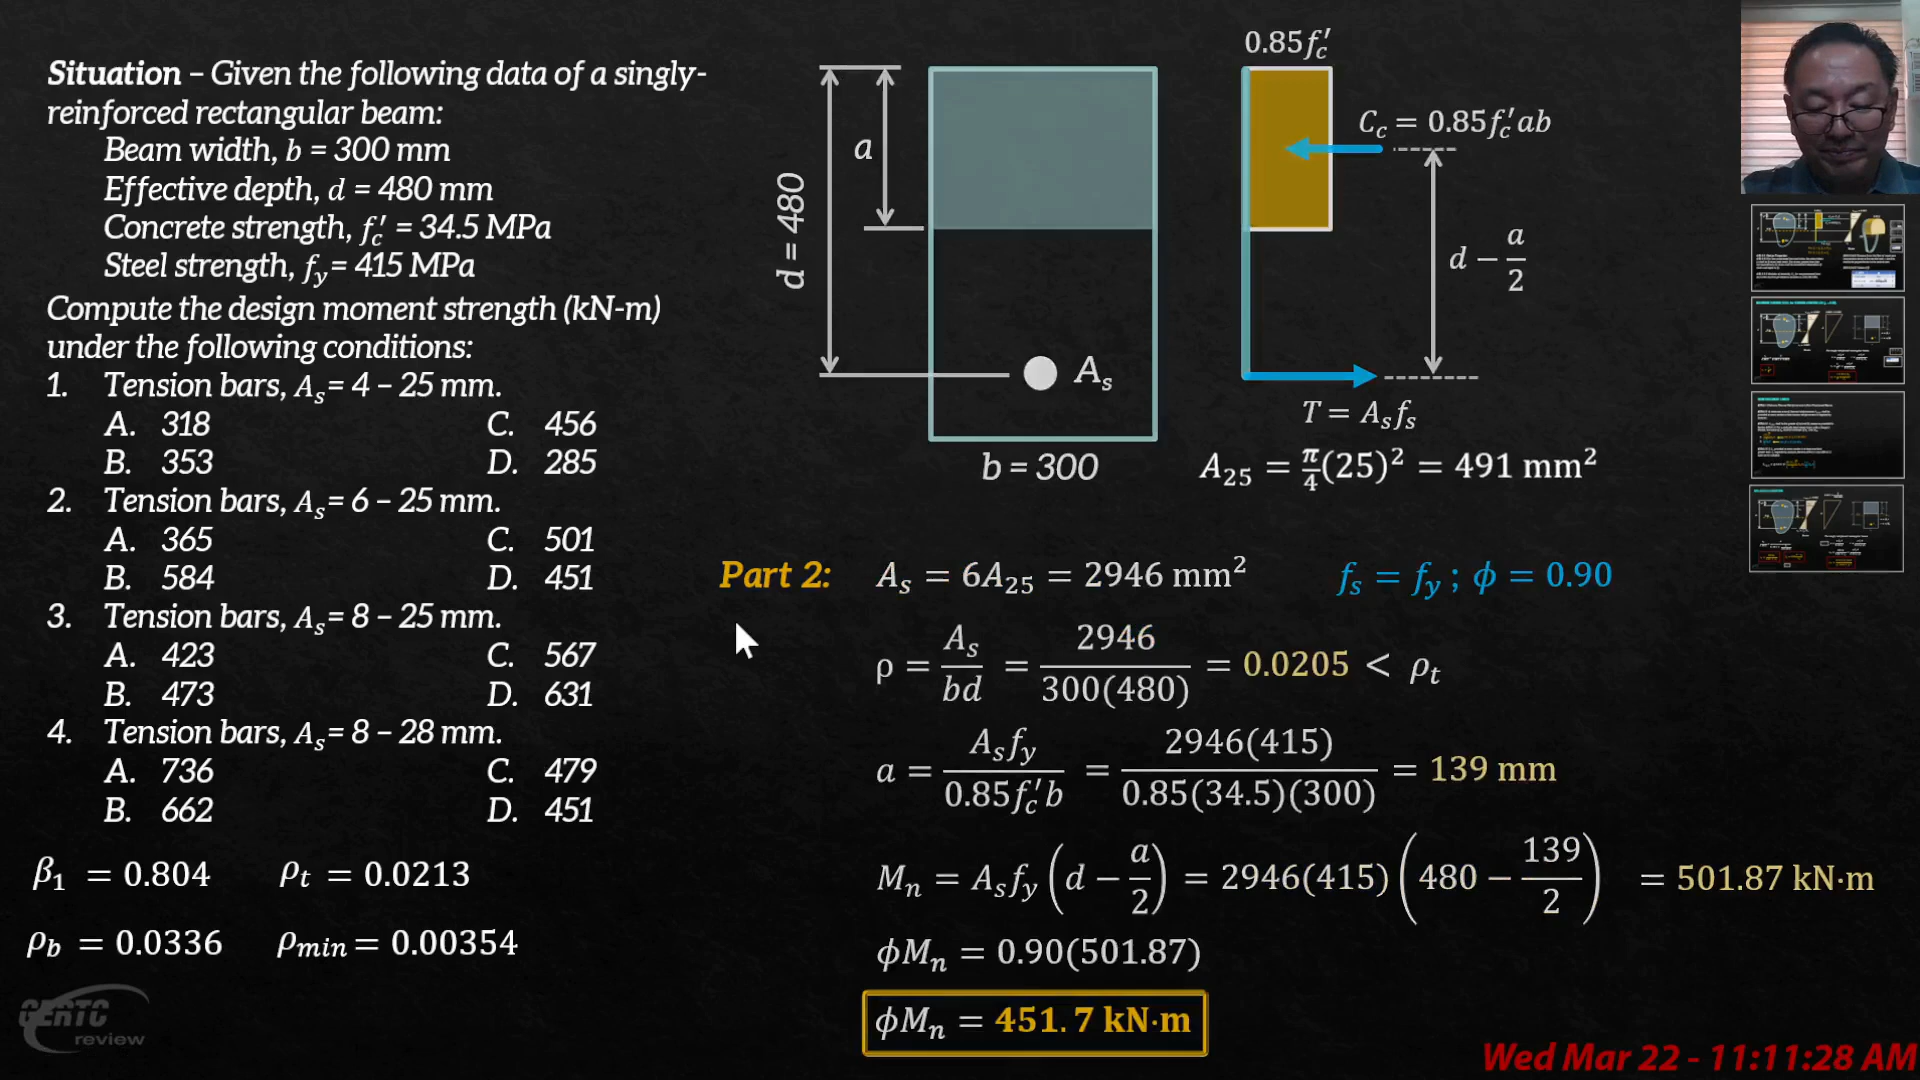 Situation – Given the following data of a singly-
reinforced rectangular beam:
Beam width, b = 300 mm
Effective depth, d = 480 mm
Concrete strength, f'c = 34.5 MPa
Steel strength, fy = 415 MPa
Compute the design moment strength (kN-m)
under the following conditions:
1. Tension bars, As = 4 – 25 mm.
A. 318 C. 456
B. 353 D. 285
2. Tension bars, As = 6 – 25 mm.
A. 365 C. 501
B. 584 D. 451
3. Tension bars, As = 8 – 25 mm.
A. 423 C. 567
B. 473 D. 631
4. Tension bars, As = 8 – 28 mm.
A. 736 C. 479
B. 662 D. 451
β1 = 0.804 ρt = 0.0213
ρb = 0.0336 ρmin = 0.00354
GERTC
review
d = 480
a
As
b = 300
0.85f'c
Cc = 0.85f'c ab
d − a/2
T = As fs
A25 = π/4 (25)² = 491 mm²
Part 2: As = 6A25 = 2946 mm² fs = fy ; ϕ = 0.90
ρ = As/bd = 2946/300(480) = 0.0205 < ρt
a = As fy/0.85f'c b = 2946(415)/0.85(34.5)(300) = 139 mm
Mn = As fy (d − a/2) = 2946(415) (480 − 139/2) = 501.87 kN·m
ϕMn = 0.90(501.87)
ϕMn = 451.7 kN·m
Wed Mar 22 - 11:11:28 AM